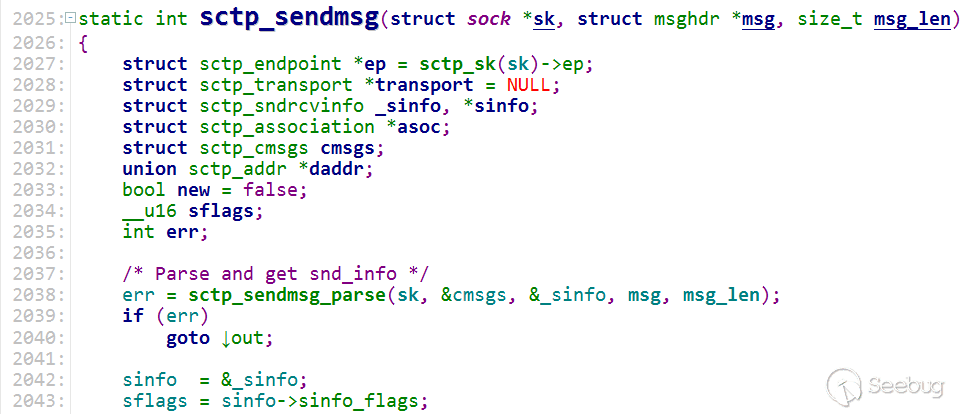 2025: static int sctp_sendmsg(struct sock *sk, struct msghdr *msg, size_t msg_len)
2026: {
2027:     struct sctp_endpoint *ep = sctp_sk(sk)->ep;
2028:     struct sctp_transport *transport = NULL;
2029:     struct sctp_sndrcvinfo _sinfo, *sinfo;
2030:     struct sctp_association *asoc;
2031:     struct sctp_cmsgs cmsgs;
2032:     union sctp_addr *daddr;
2033:     bool new = false;
2034:     __u16 sflags;
2035:     int err;
2036:
2037:     /* Parse and get snd_info */
2038:     err = sctp_sendmsg_parse(sk, &cmsgs, &_sinfo, msg, msg_len);
2039:     if (err)
2040:         goto ↓out;
2041:
2042:     sinfo  = &_sinfo;
2043:     sflags = sinfo->sinfo_flags;
Seebug